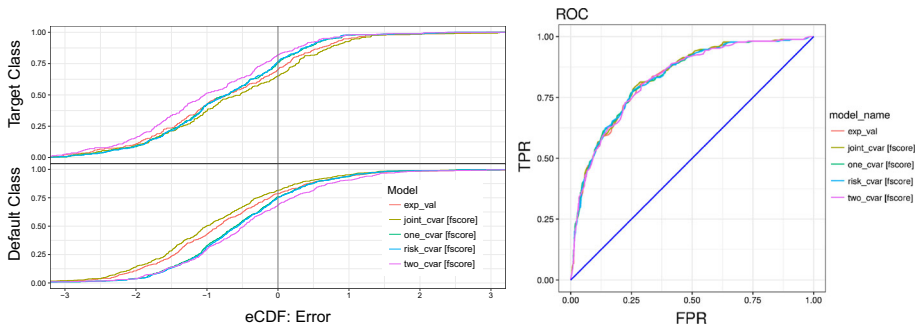 Target Class
1.00
0.75
0.50
0.25
0.00
Default Class
1.00
0.75
0.50
0.25
0.00
Model
exp_val
joint_cvar [fscore]
one_cvar [fscore]
risk_cvar [fscore]
two_cvar [fscore]
-3 -2 -1 0 1 2 3
eCDF: Error
ROC
TPR
1.00
0.75
0.50
0.25
0.00
0.00 0.25 0.50 0.75 1.00
FPR
model_name
exp_val
joint_cvar [fscore]
one_cvar [fscore]
risk_cvar [fscore]
two_cvar [fscore]